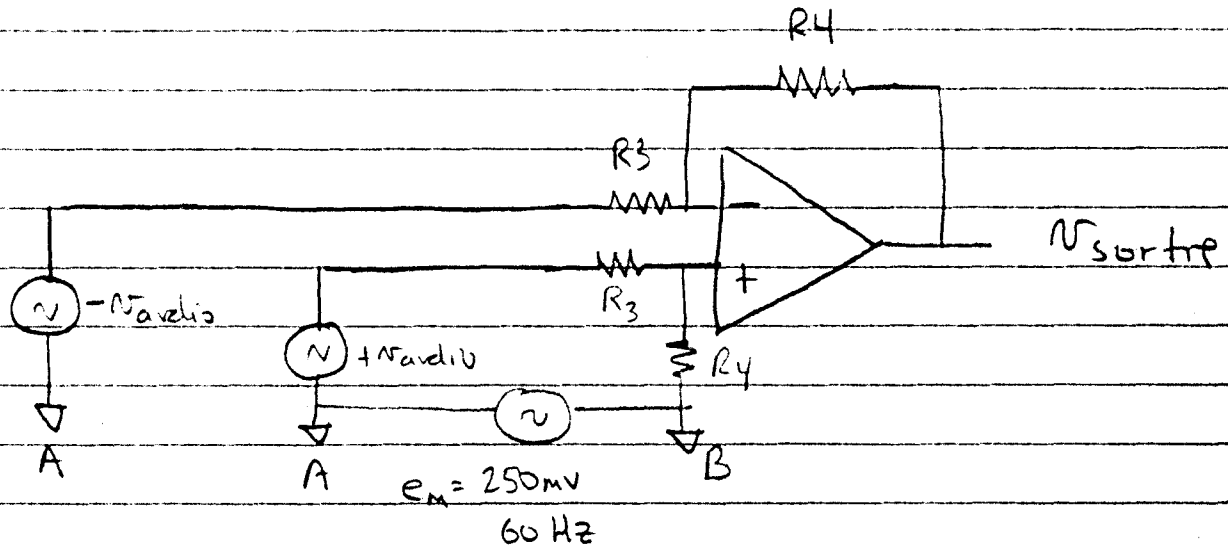 R4
R3
−
Vsortie
+
R3
∼
−Vaudio
∼
+Vaudio
R4
∼
A
A
B
em = 250mV
60 Hz